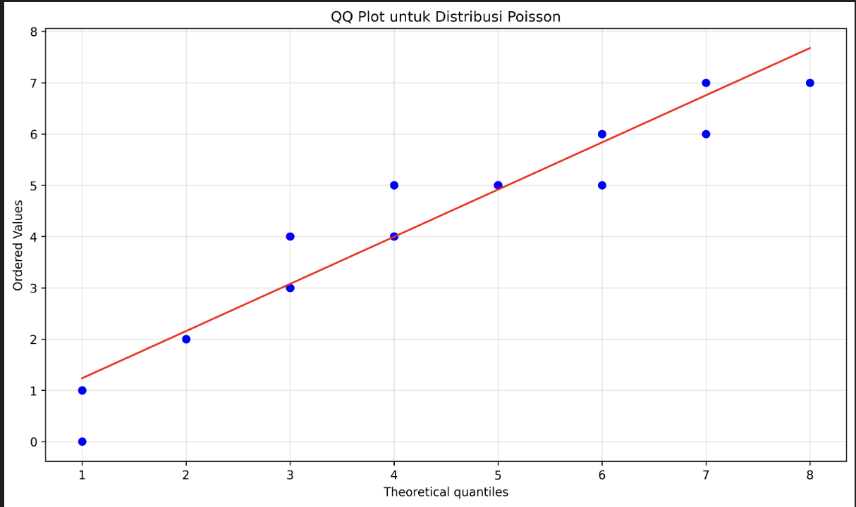 QQ Plot untuk Distribusi Poisson
8
7
6
5
4
3
2
1
0
Ordered Values
1 2 3 4 5 6 7 8
Theoretical quantiles